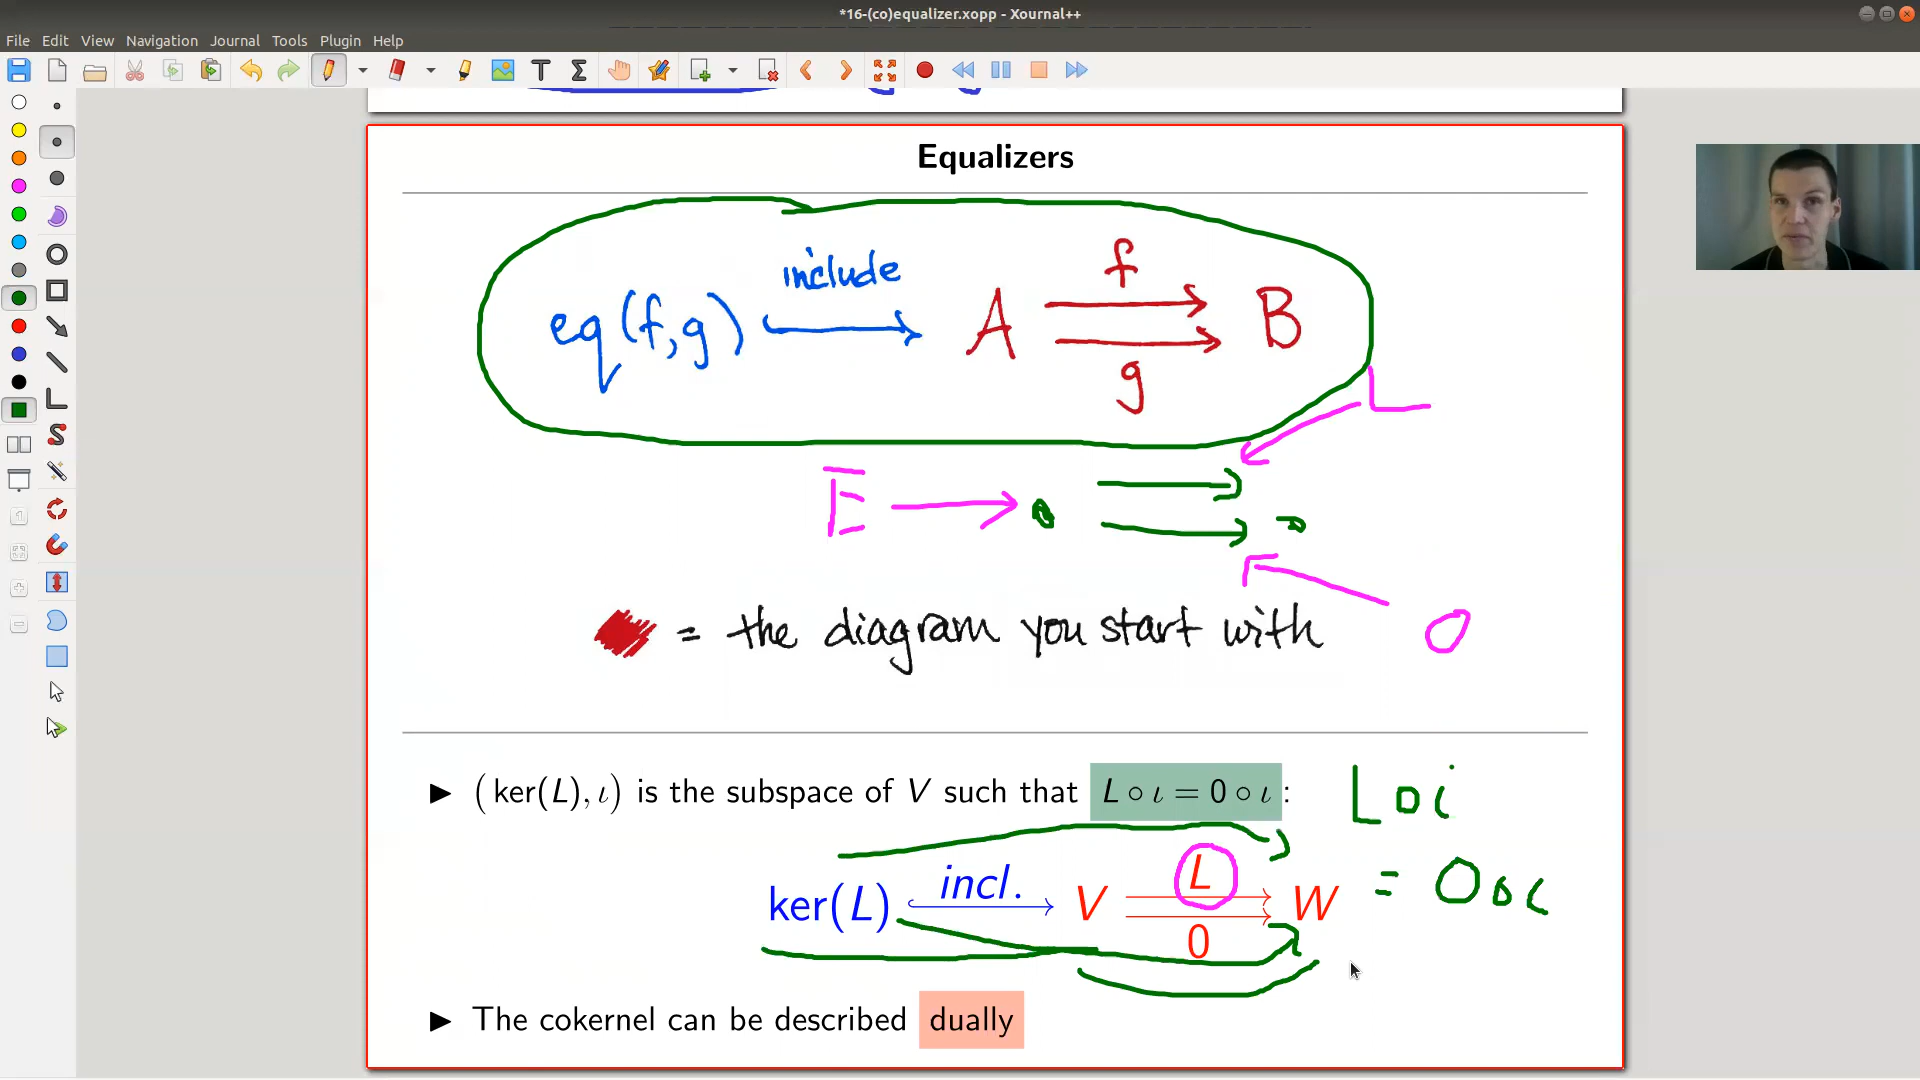 *16-(co)equalizer.xopp - Xournal++
File Edit View Navigation Journal Tools Plugin Help
Equalizers
include
f
eq(f,g) A B
g
L
E
= the diagram you start with
O
▶ (ker(L), ι) is the subspace of V such that L ∘ ι = 0 ∘ ι : L o i
= O o i
incl. L
ker(L) V W
0
▶ The cokernel can be described dually